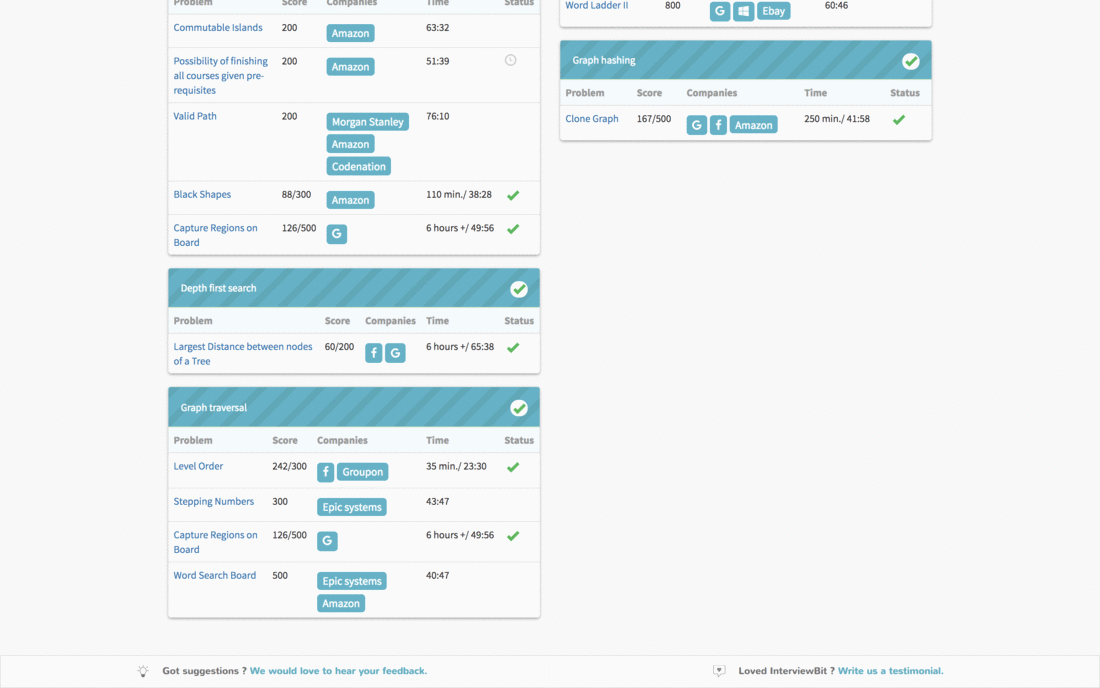 Problem Score Companies Time Status
Commutable Islands 200 Amazon 63:32
Possibility of finishing 200 Amazon 51:39
all courses given pre-
requisites
Valid Path 200 Morgan Stanley 76:10
Amazon
Codenation
Black Shapes 88/300 Amazon 110 min./ 38:28
Capture Regions on 126/500 G 6 hours +/ 49:56
Board
Depth first search
Problem Score Companies Time Status
Largest Distance between nodes 60/200 f G 6 hours +/ 65:38
of a Tree
Graph traversal
Problem Score Companies Time Status
Level Order 242/300 f Groupon 35 min./ 23:30
Stepping Numbers 300 Epic systems 43:47
Capture Regions on 126/500 G 6 hours +/ 49:56
Board
Word Search Board 500 Epic systems 40:47
Amazon
Word Ladder II 800 G Ebay 60:46
Graph hashing
Problem Score Companies Time Status
Clone Graph 167/500 G f Amazon 250 min./ 41:58
Got suggestions ? We would love to hear your feedback.
Loved InterviewBit ? Write us a testimonial.